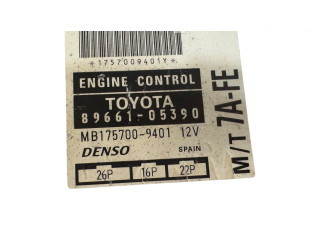 *1757009401Y*
ENGINE CONTROL
TOYOTA
89661-05390
MB175700-9401 12V
DENSO SPAIN
26P 16P 22P
M/T 7A-FE